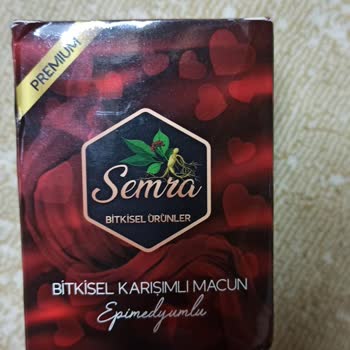 PREMIUM
Semra
BİTKİSEL ÜRÜNLER
BİTKİSEL KARIŞIMLI MACUN
Epimedyumlu